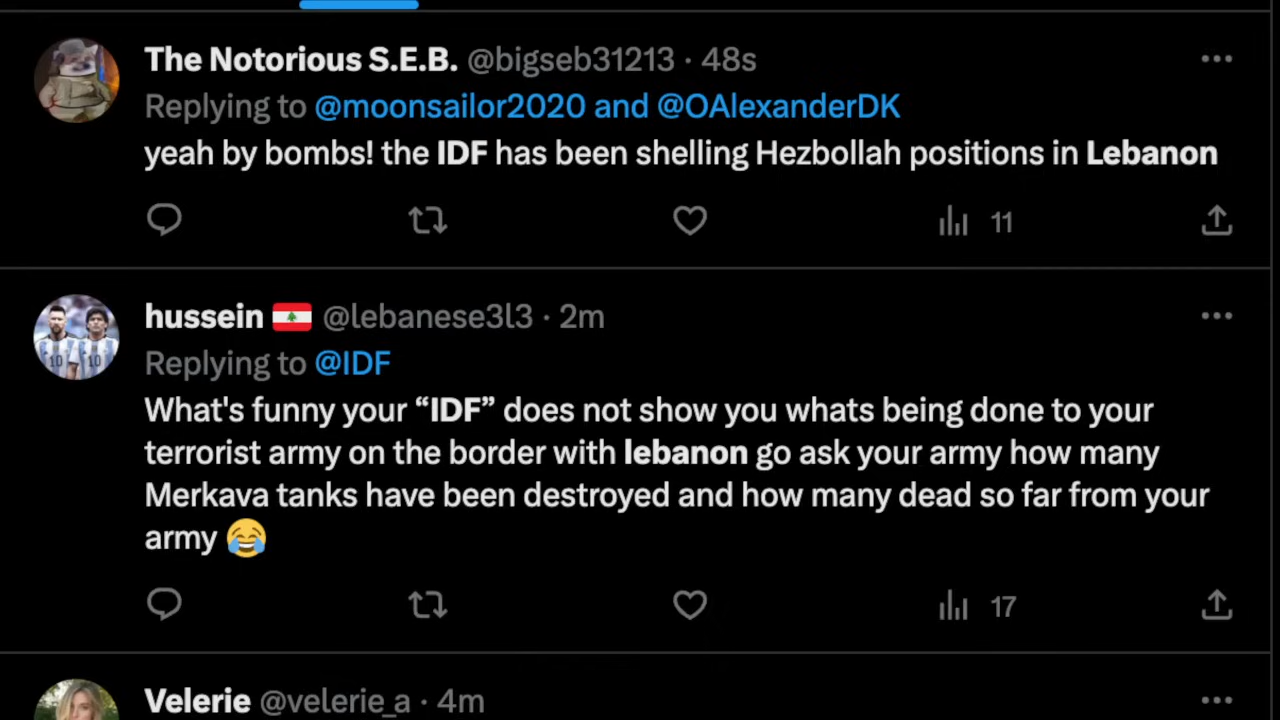 The Notorious S.E.B. @bigseb31213 · 48s
Replying to @moonsailor2020 and @OAlexanderDK
yeah by bombs! the IDF has been shelling Hezbollah positions in Lebanon
11
hussein 🇱🇧 @lebanese3l3 · 2m
Replying to @IDF
What's funny your “IDF” does not show you whats being done to your
terrorist army on the border with lebanon go ask your army how many
Merkava tanks have been destroyed and how many dead so far from your
army 😂
17
Velerie @velerie_a · 4m